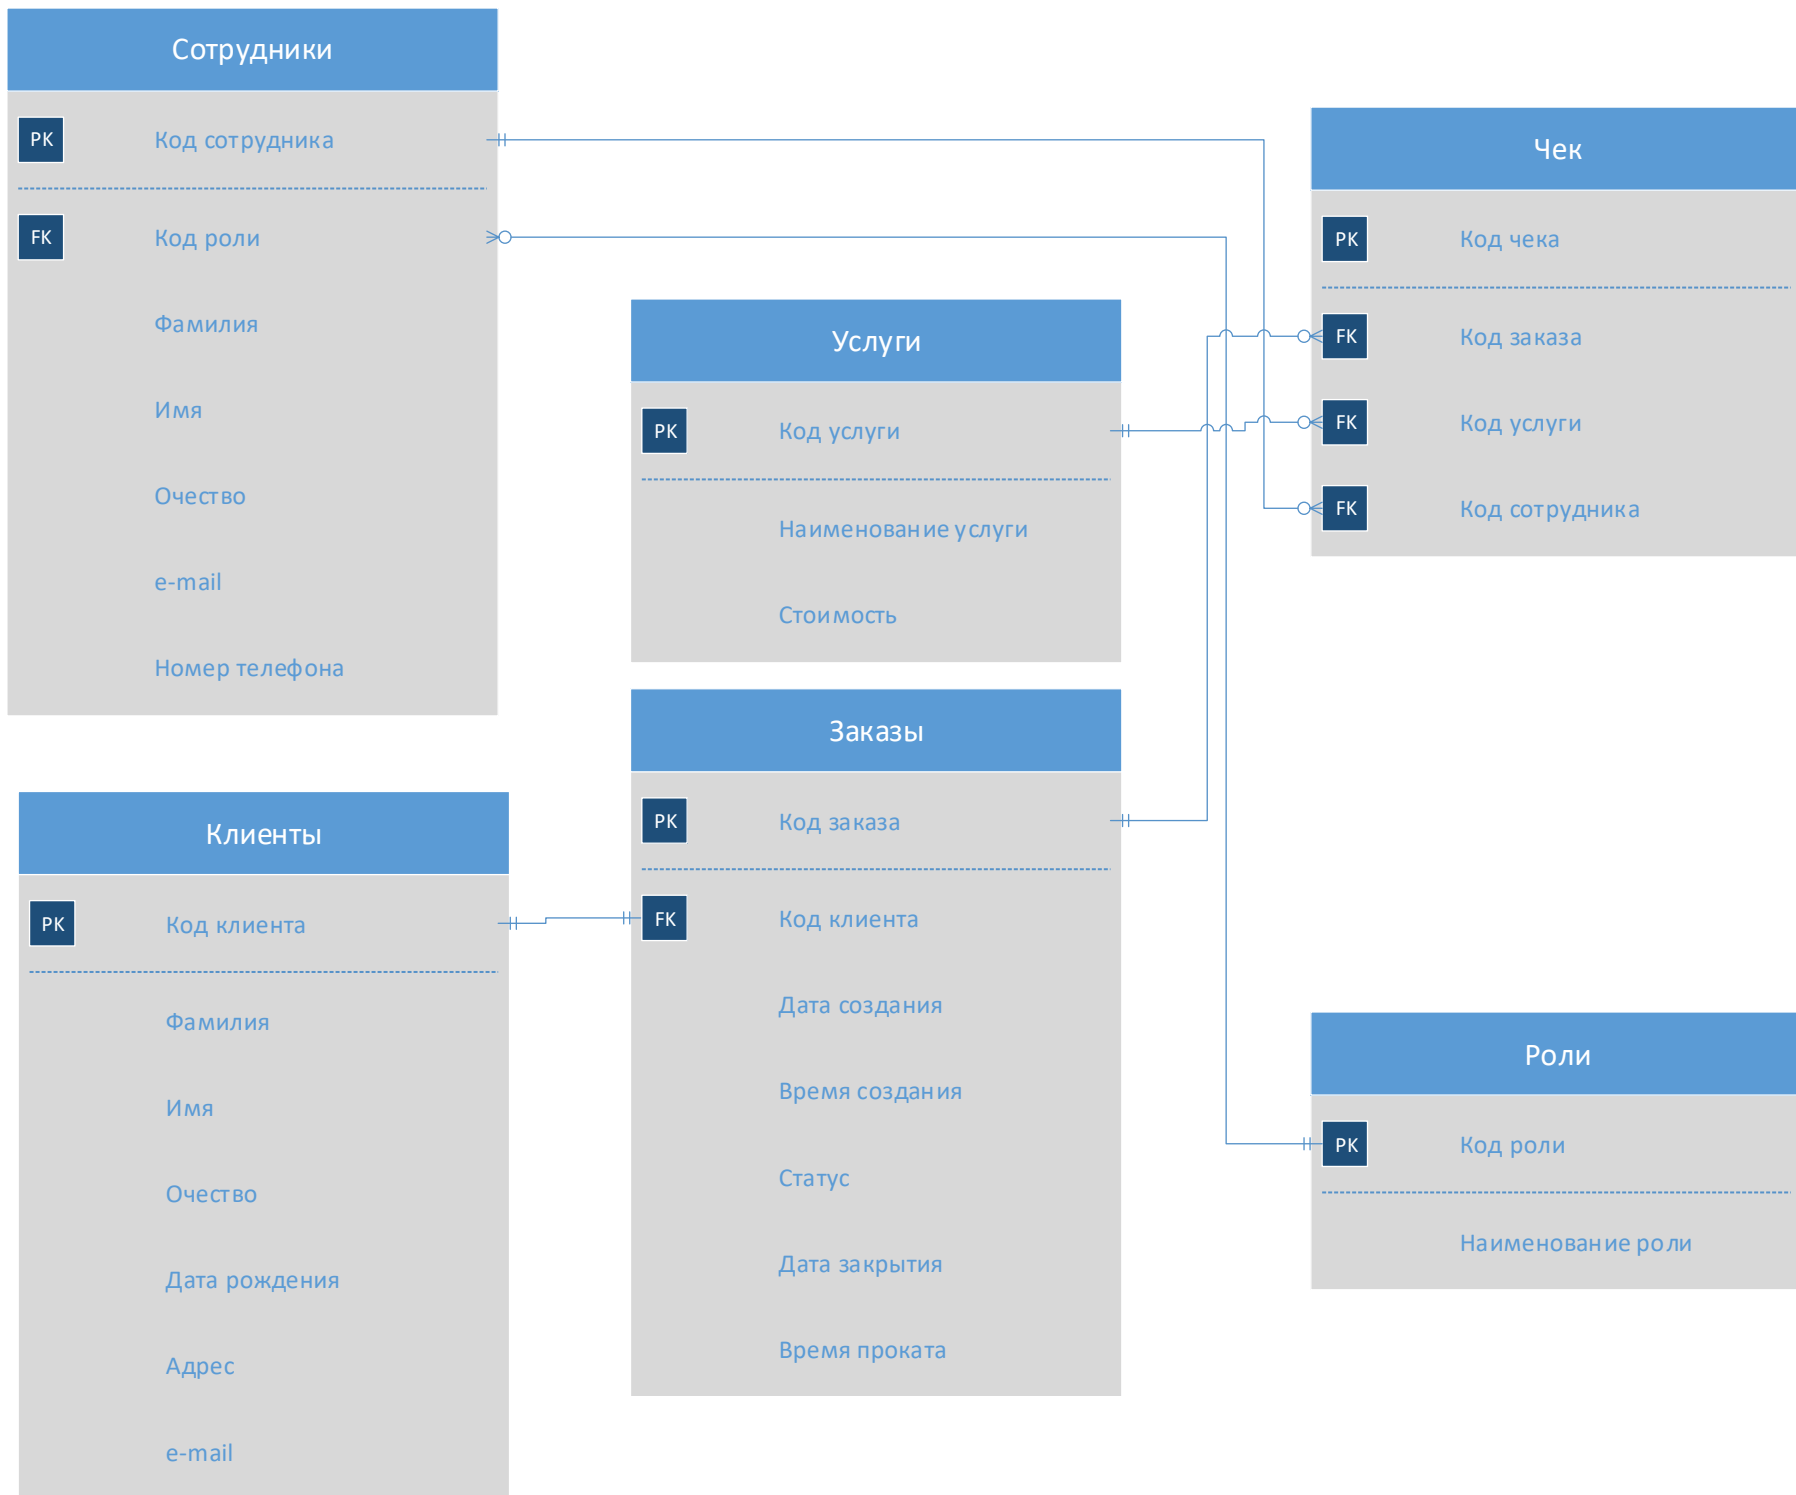 Сотрудники
PK Код сотрудника
FK Код роли
Фамилия
Имя
Очество
e-mail
Номер телефона
Услуги
PK Код услуги
Наименование услуги
Стоимость
Чек
PK Код чека
FK Код заказа
FK Код услуги
FK Код сотрудника
Клиенты
PK Код клиента
Фамилия
Имя
Очество
Дата рождения
Адрес
e-mail
Заказы
PK Код заказа
FK Код клиента
Дата создания
Время создания
Статус
Дата закрытия
Время проката
Роли
PK Код роли
Наименование роли